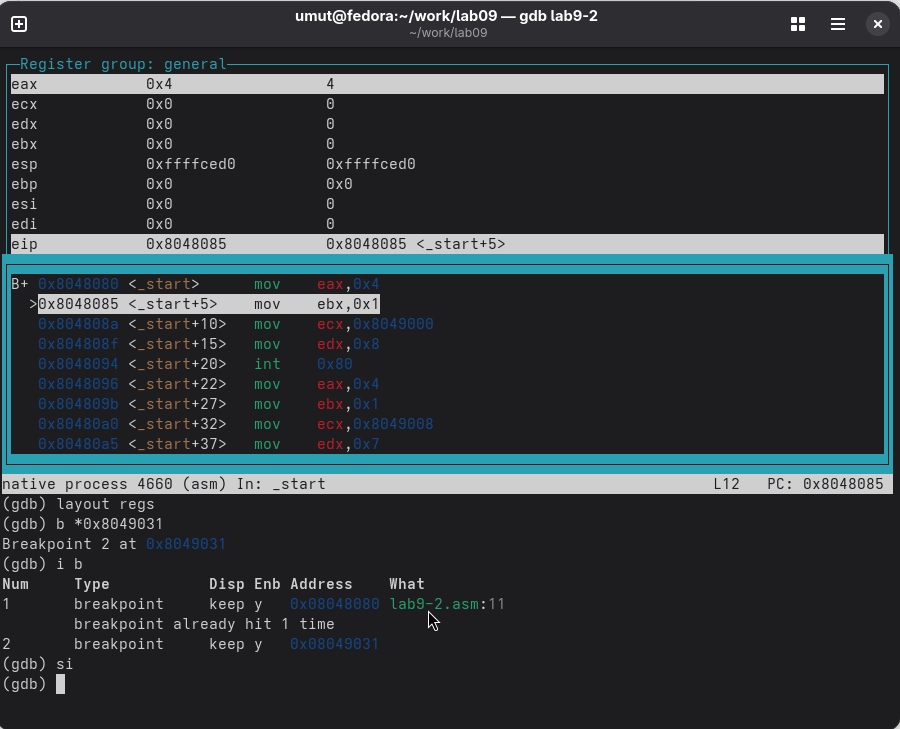 umut@fedora:~/work/lab09 — gdb lab9-2
~/work/lab09
Register group: general
eax 0x4 4
ecx 0x0 0
edx 0x0 0
ebx 0x0 0
esp 0xffffced0 0xffffced0
ebp 0x0 0x0
esi 0x0 0
edi 0x0 0
eip 0x8048085 0x8048085 <_start+5>
B+ 0x8048080 <_start> mov eax,0x4
>0x8048085 <_start+5> mov ebx,0x1
0x804808a <_start+10> mov ecx,0x8049000
0x804808f <_start+15> mov edx,0x8
0x8048094 <_start+20> int 0x80
0x8048096 <_start+22> mov eax,0x4
0x804809b <_start+27> mov ebx,0x1
0x80480a0 <_start+32> mov ecx,0x8049008
0x80480a5 <_start+37> mov edx,0x7
native process 4660 (asm) In: _start L12 PC: 0x8048085
(gdb) layout regs
(gdb) b *0x8049031
Breakpoint 2 at 0x8049031
(gdb) i b
Num Type Disp Enb Address What
1 breakpoint keep y 0x08048080 lab9-2.asm:11
breakpoint already hit 1 time
2 breakpoint keep y 0x08049031
(gdb) si
(gdb)